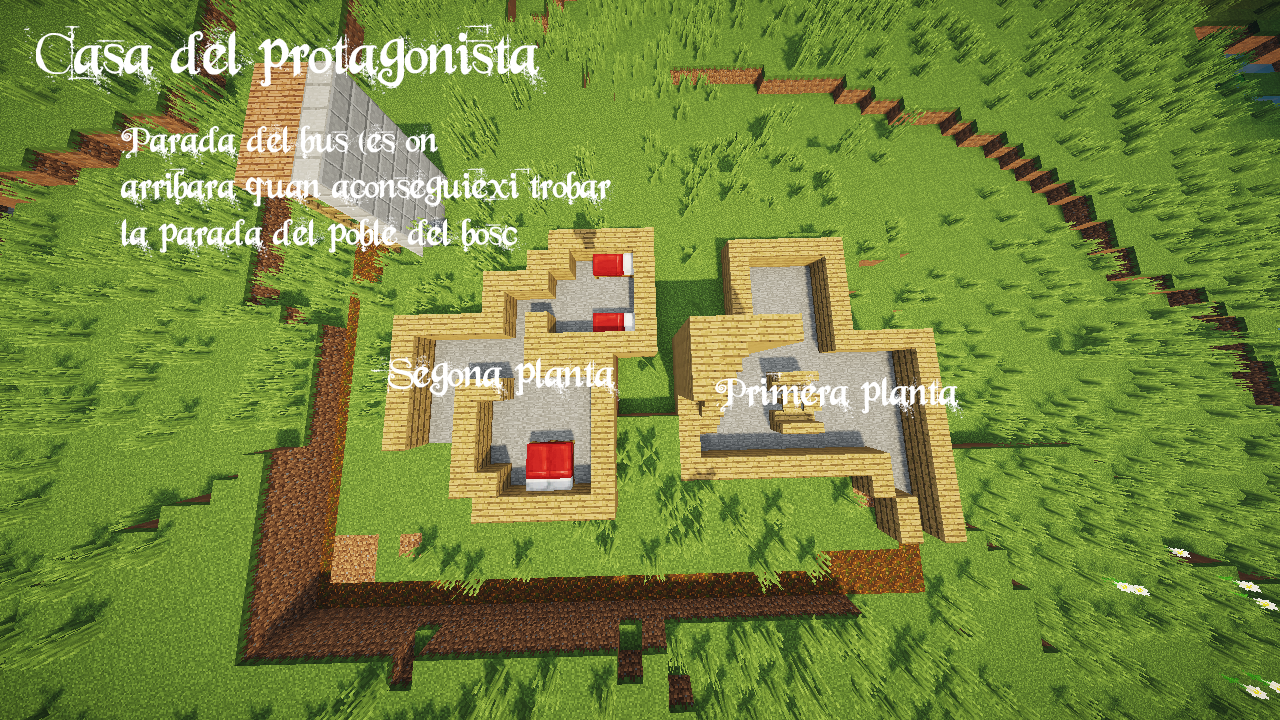 Casa del protagonista
Parada del bus (es on
arribara quan aconseguiexi trobar
la parada del poble del bosc
Segona planta
Primera planta